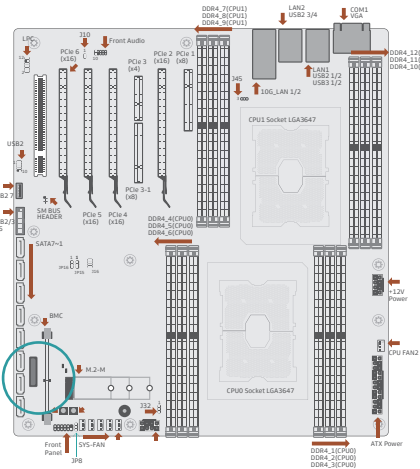 DDR4_7(CPU1)
DDR4_8(CPU1)
DDR4_9(CPU1)
LAN2
USB2 3/4
COM1
VGA
LPC
J10
Front Audio
PCIe 6
(x16)
PCIe 3
(x4)
PCIe 2
(x16)
PCIe 1
(x8)
DDR4_12(
DDR4_11(
DDR4_10(
LAN1
USB2 1/2
USB3 1/2
J45
10G_LAN 1/2
CPU1 Socket LGA3647
USB2
PCIe 3-1
(x8)
SM BUS
HEADER
PCIe 5
(x16)
PCIe 4
(x16)
DDR4_4(CPU0)
DDR4_5(CPU0)
DDR4_6(CPU0)
SATA7~1
+12V
Power
BMC
CPU FAN2
M.2-M
CPU0 Socket LGA3647
J32
Front
Panel
SYS-FAN
JPB
ATX Power
DDR4_1(CPU0)
DDR4_2(CPU0)
DDR4_3(CPU0)